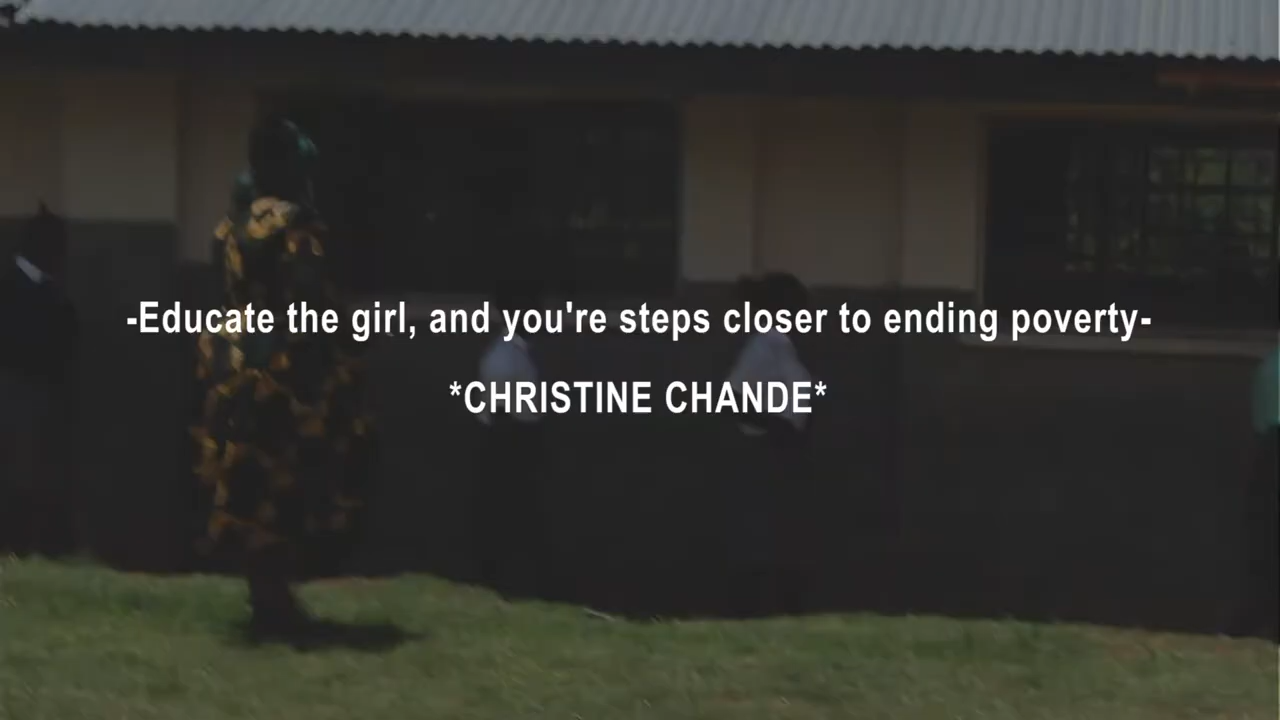 -Educate the girl, and you're steps closer to ending poverty-
*CHRISTINE CHANDE*